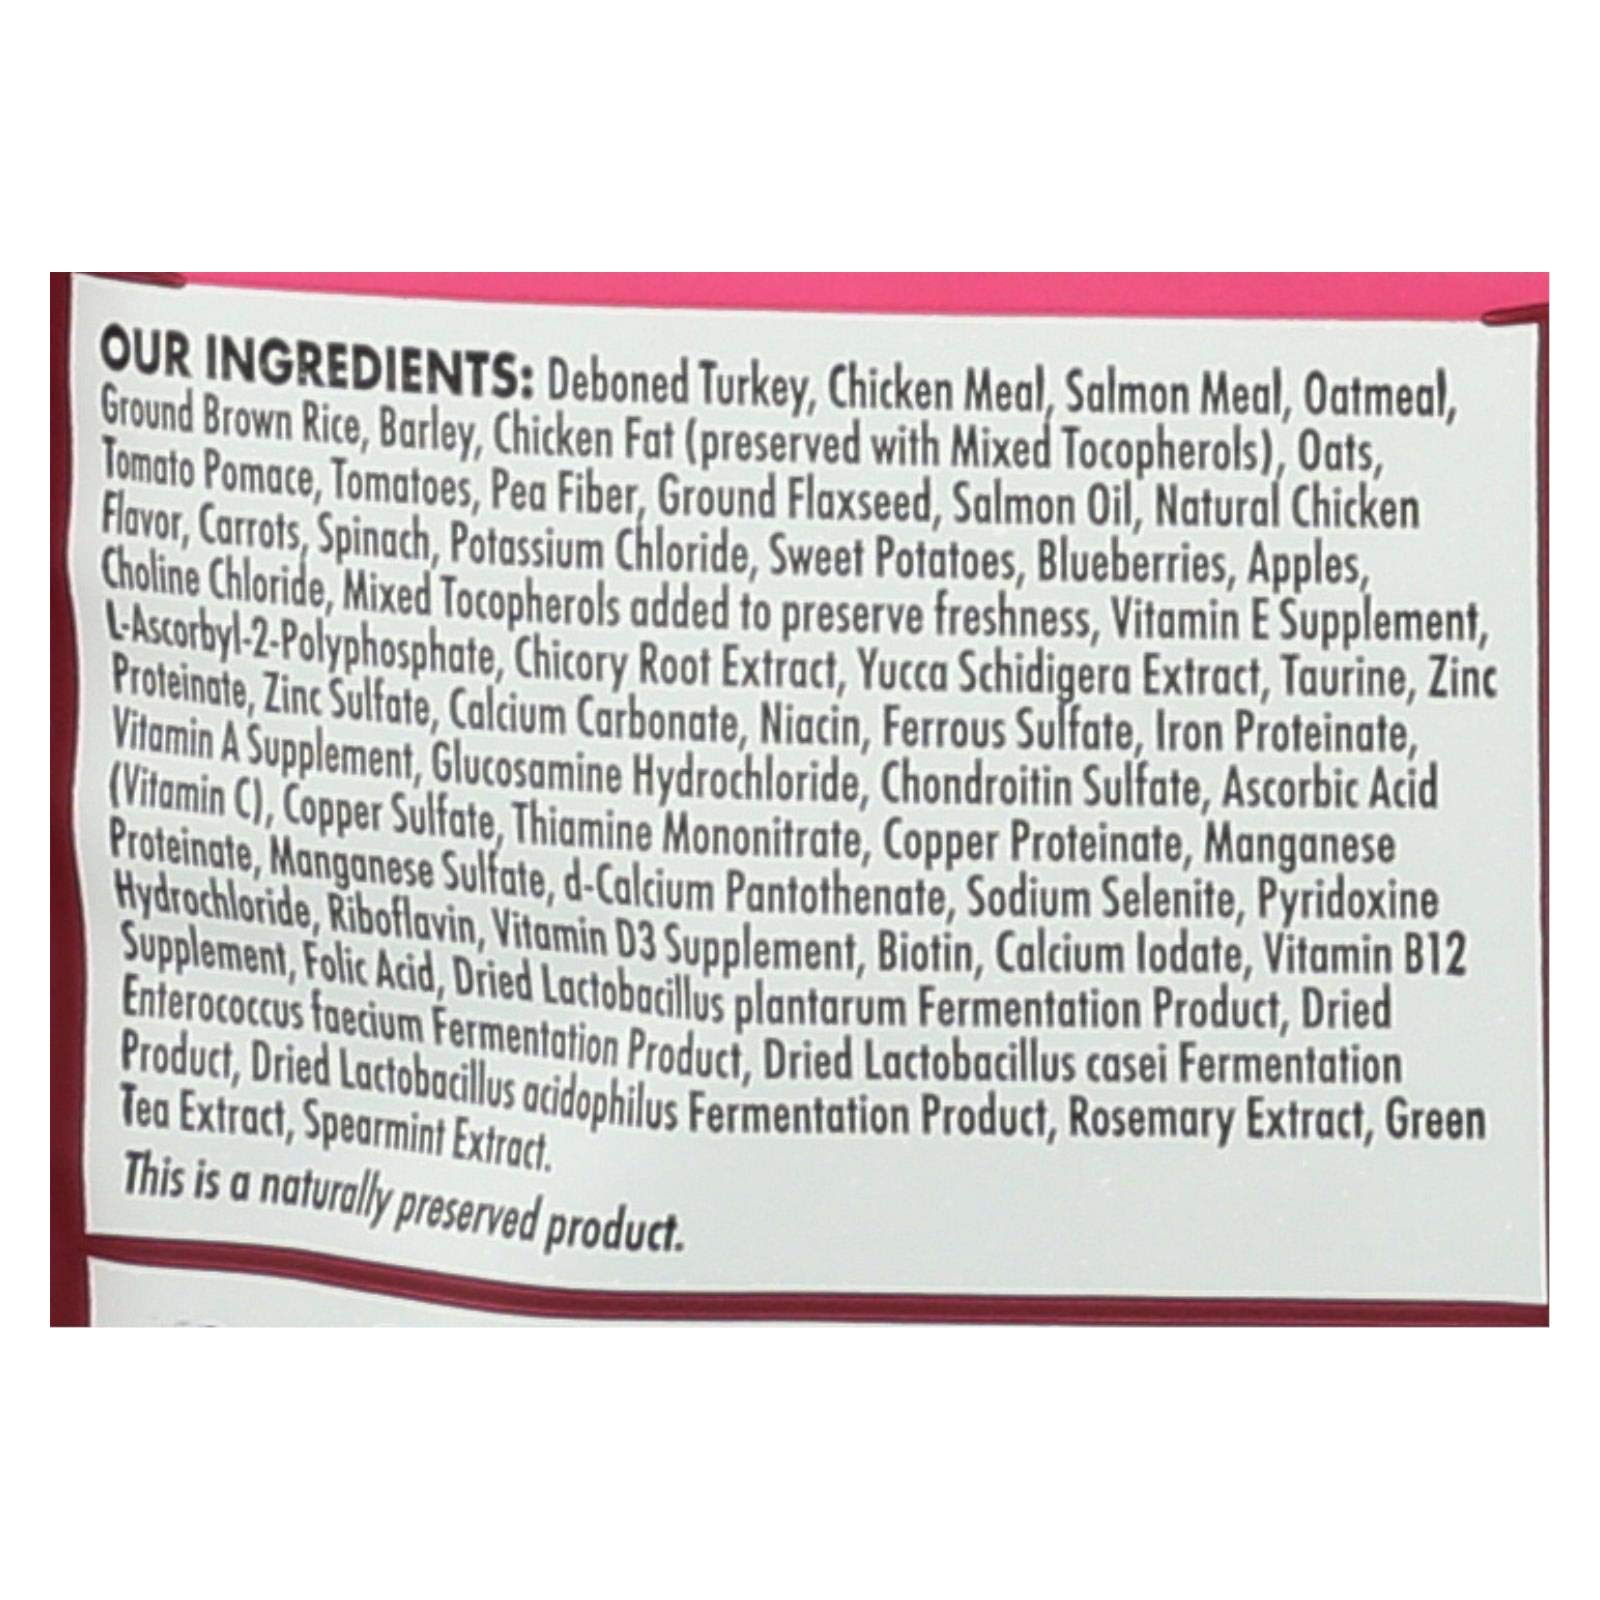 OUR INGREDIENTS: Deboned Turkey, Chicken Meal, Salmon Meal, Oatmeal,
Ground Brown Rice, Barley, Chicken Fat (preserved with Mixed Tocopherols), Oats,
Tomato Pomace, Tomatoes, Pea Fiber, Ground Flaxseed, Salmon Oil, Natural Chicken
Flavor, Carrots, Spinach, Potassium Chloride, Sweet Potatoes, Blueberries, Apples,
Choline Chloride, Mixed Tocopherols added to preserve freshness, Vitamin E Supplement,
L-Ascorbyl-2-Polyphosphate, Chicory Root Extract, Yucca Schidigera Extract, Taurine, Zinc
Proteinate, Zinc Sulfate, Calcium Carbonate, Niacin, Ferrous Sulfate, Iron Proteinate,
Vitamin A Supplement, Glucosamine Hydrochloride, Chondroitin Sulfate, Ascorbic Acid
(Vitamin C), Copper Sulfate, Thiamine Mononitrate, Copper Proteinate, Manganese
Proteinate, Manganese Sulfate, d-Calcium Pantothenate, Sodium Selenite, Pyridoxine
Hydrochloride, Riboflavin, Vitamin D3 Supplement, Biotin, Calcium Iodate, Vitamin B12
Supplement, Folic Acid, Dried Lactobacillus plantarum Fermentation Product, Dried
Enterococcus faecium Fermentation Product, Dried Lactobacillus casei Fermentation
Product, Dried Lactobacillus acidophilus Fermentation Product, Rosemary Extract, Green
Tea Extract, Spearmint Extract.
This is a naturally preserved product.